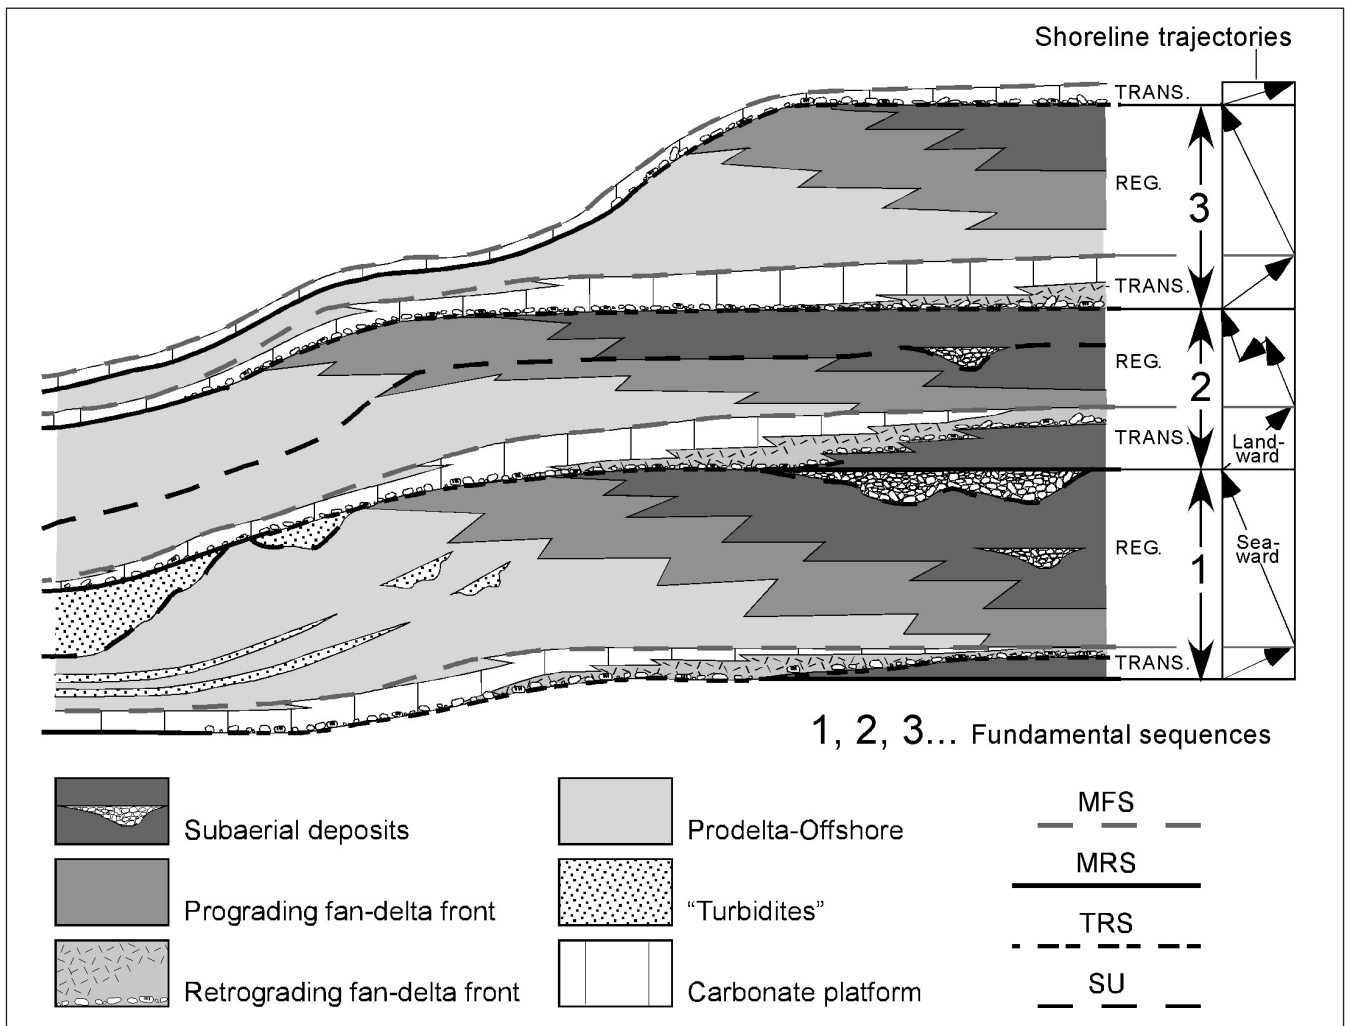 Shoreline trajectories
TRANS.
REG.
3
TRANS.
REG.
2
TRANS.
Land-
ward
REG.
1
Sea-
ward
TRANS.
1, 2, 3... Fundamental sequences
Subaerial deposits
Prodelta-Offshore
MFS
MRS
Prograding fan-delta front
"Turbidites"
TRS
Retrograding fan-delta front
Carbonate platform
SU